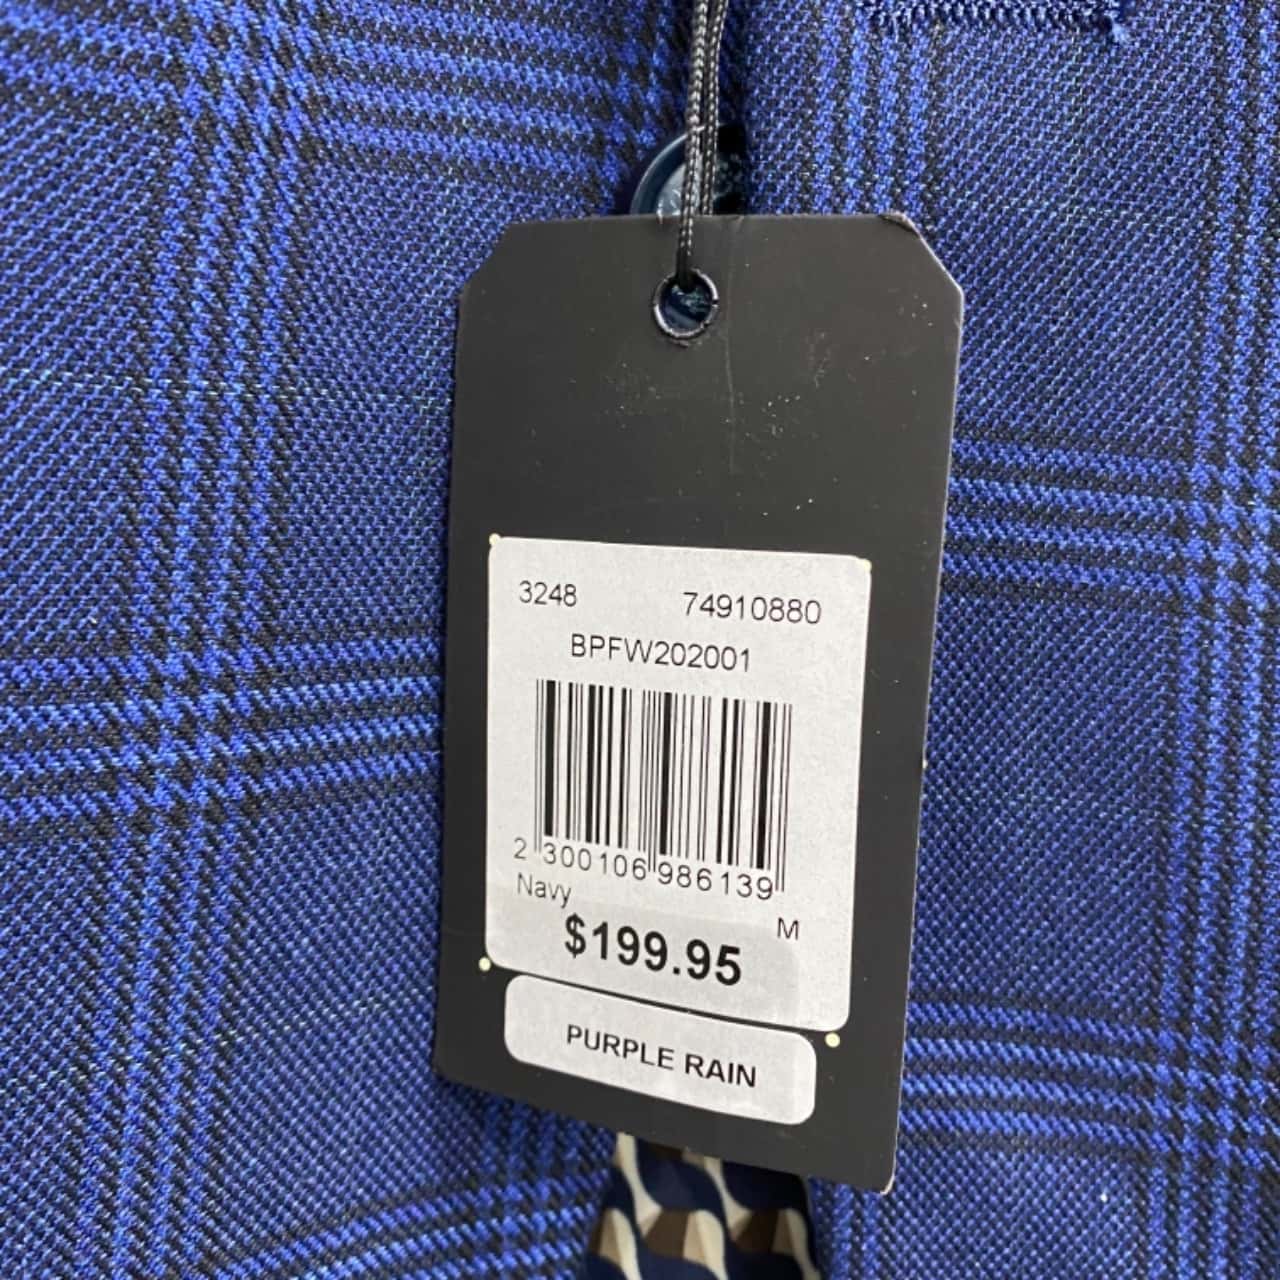 3248 74910880
BPFW202001
2 300106 986139
Navy
M
$199.95
PURPLE RAIN